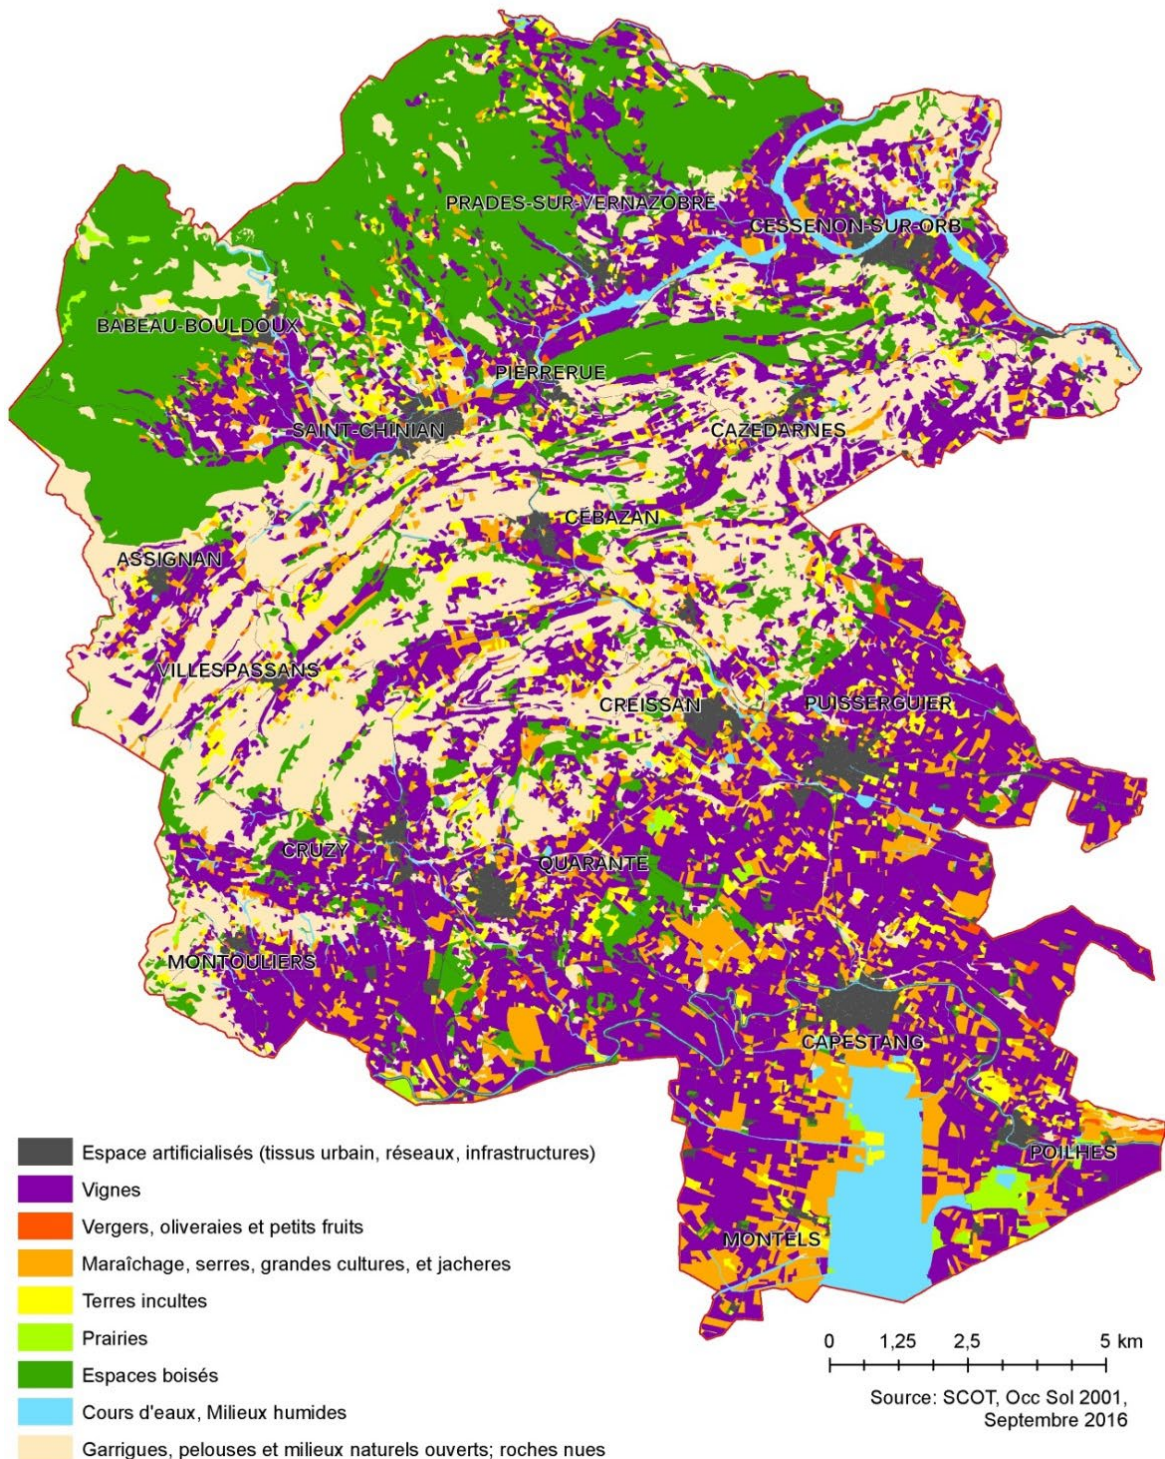 PRADES-SUR-VERNAZOBRE
CESSENON-SUR-ORB
BABEAU-BOULDOUX
PIERRERUE
SAINT-CHINIAN
CAZEDARNES
CÉBAZAN
ASSIGNAN
VILLESPASSANS
CREISSAN
PUISSERGUIER
CRUZY
QUARANTE
MONTOULIERS
CAPESTANG
POILHES
MONTELS
Espace artificialisés (tissus urbain, réseaux, infrastructures)
Vignes
Vergers, oliveraies et petits fruits
Maraîchage, serres, grandes cultures, et jacheres
Terres incultes
Prairies
Espaces boisés
Cours d'eaux, Milieux humides
Garrigues, pelouses et milieux naturels ouverts; roches nues
0 1,25 2,5 5 km
Source: SCOT, Occ Sol 2001,
Septembre 2016